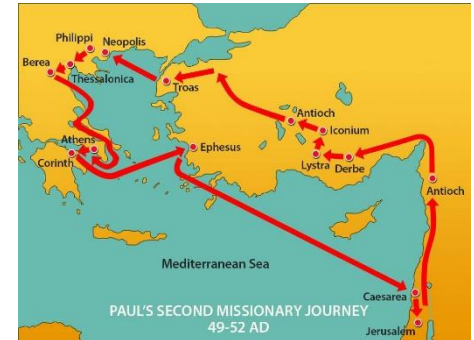 Philippi
Neopolis
Berea
Thessalonica
Troas
Antioch
Iconium
Athens
Ephesus
Corinth
Lystra
Derbe
Antioch
Mediterranean Sea
Caesarea
PAUL'S SECOND MISSIONARY JOURNEY
49-52 AD
Jerusalem